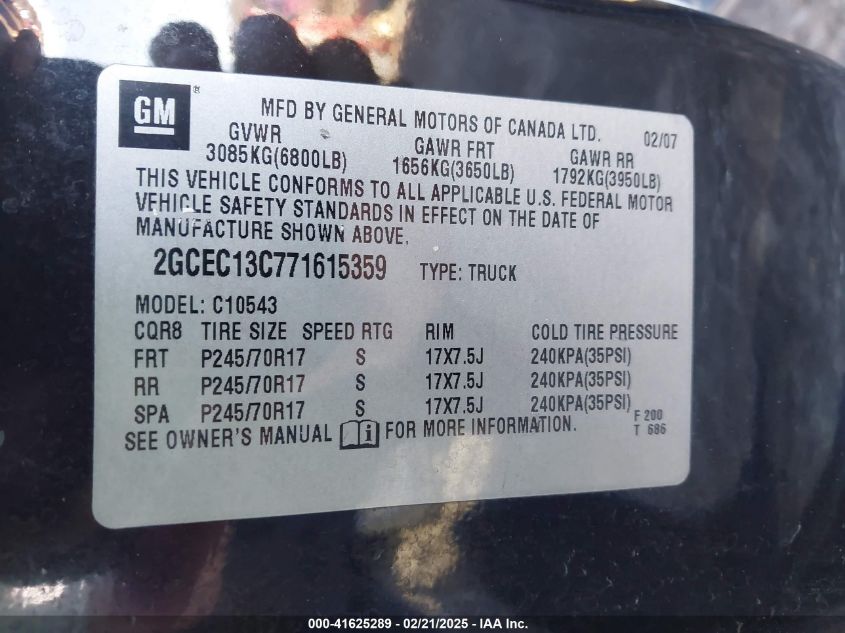 GM ®
MFD BY GENERAL MOTORS OF CANADA LTD. 02/07
GVWR GAWR FRT GAWR RR
3085KG(6800LB) 1656KG(3650LB) 1792KG(3950LB)
THIS VEHICLE CONFORMS TO ALL APPLICABLE U.S. FEDERAL MOTOR
VEHICLE SAFETY STANDARDS IN EFFECT ON THE DATE OF
MANUFACTURE SHOWN ABOVE.
2GCEC13C771615359 TYPE: TRUCK
MODEL: C10543
CQR8 TIRE SIZE SPEED RTG RIM COLD TIRE PRESSURE
FRT P245/70R17 S 17X7.5J 240KPA(35PSI)
RR P245/70R17 S 17X7.5J 240KPA(35PSI)
SPA P245/70R17 S 17X7.5J 240KPA(35PSI)
SEE OWNER'S MANUAL i FOR MORE INFORMATION.
F 200
T 686
000-41625289 - 02/21/2025 - IAA Inc.